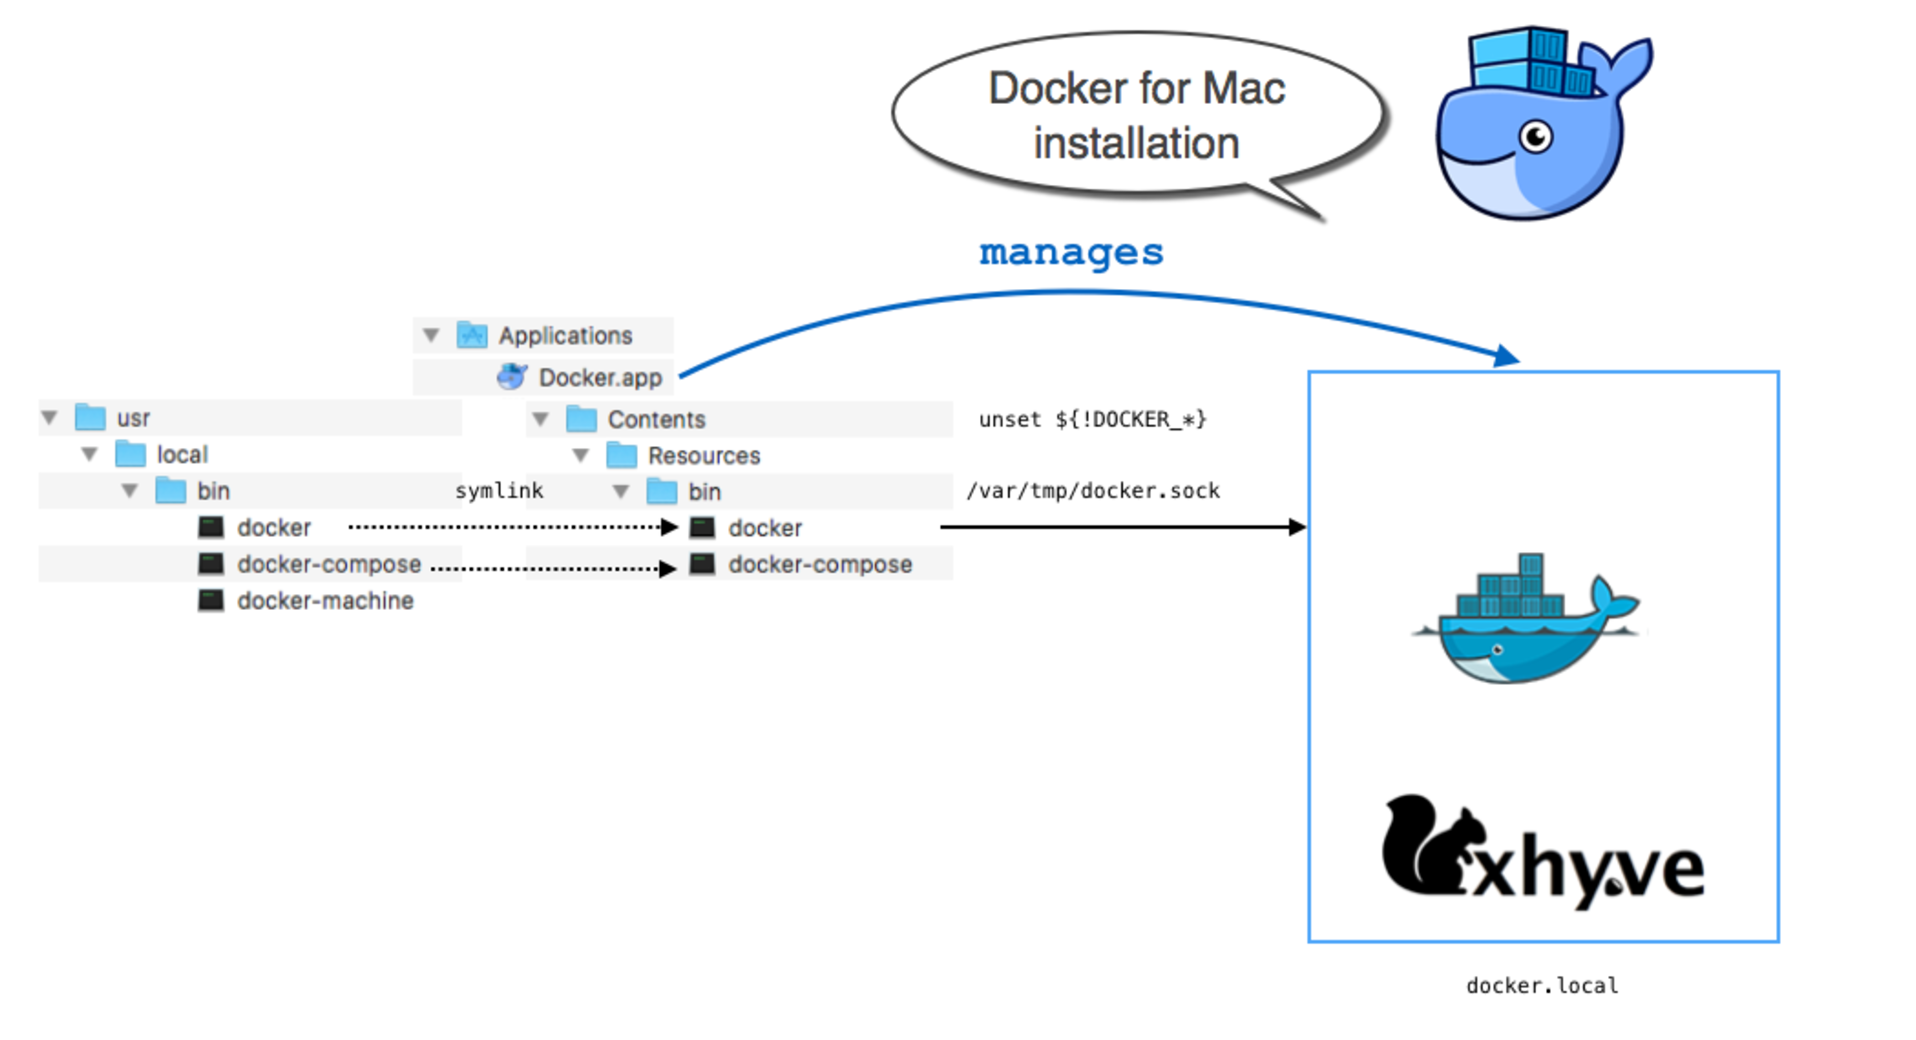 Docker for Mac
installation
manages
Applications
Docker.app
usr
local
bin
docker
docker-compose
docker-machine
symlink
Contents
Resources
bin
docker
docker-compose
unset ${!DOCKER_*}
/var/tmp/docker.sock
xhyve
docker.local